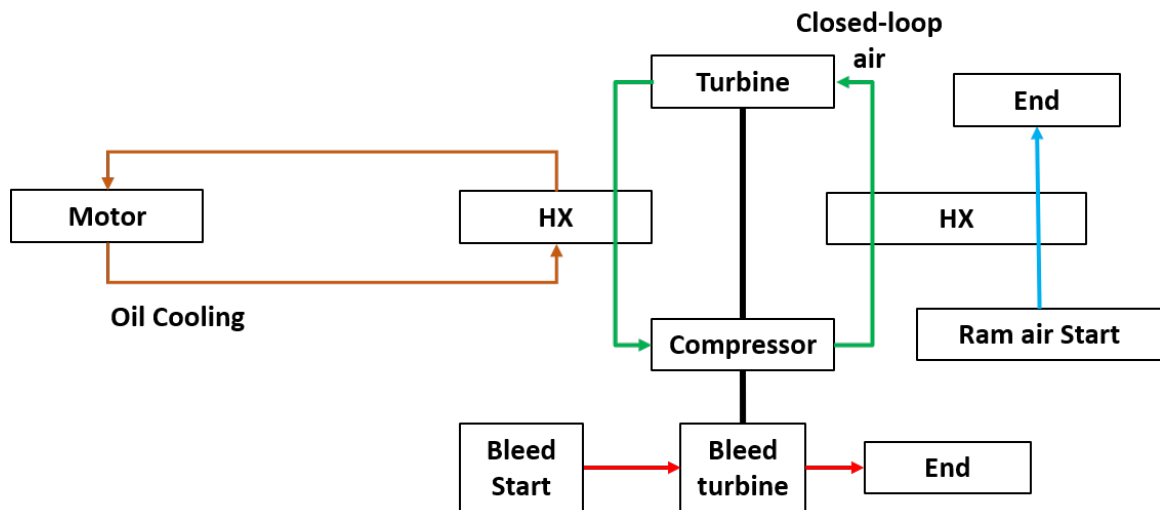 Closed-loop
air
Turbine
End
Motor
HX
HX
Oil Cooling
Compressor
Ram air Start
Bleed
Start
Bleed
turbine
End